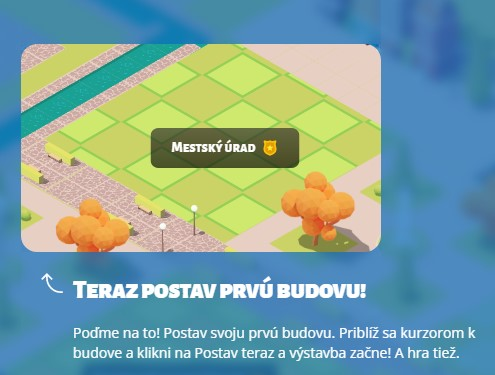 Mestský úrad
Teraz postav prvú budovu!
Poďme na to! Postav svoju prvú budovu. Priblíž sa kurzorom k
budove a klikni na Postav teraz a výstavba začne! A hra tiež.